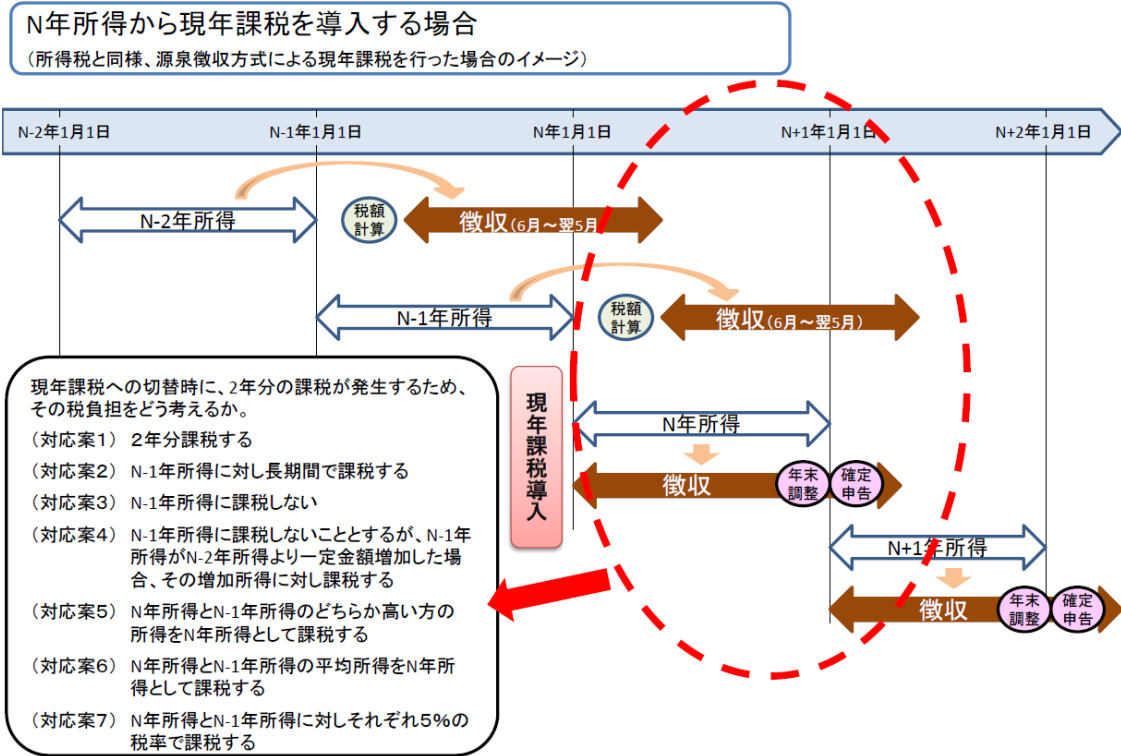 N年所得から現年課税を導入する場合
(所得税と同様、源泉徴収方式による現年課税を行った場合のイメージ)
N-2年1月1日
N-1年1月1日
N年1月1日
N+1年1月1日
N+2年1月1日
N-2年所得
税額
計算
徴収(6月～翌5月
N-1年所得
税額
計算
徴収(6月～翌5月)
現年課税導入
N年所得
徴収
年末
調整
確定
申告
N+1年所得
徴収
年末
調整
確定
申告
現年課税への切替時に、2年分の課税が発生するため、
その税負担をどう考えるか。
(対応案1) 2年分課税する
(対応案2) N-1年所得に対し長期間で課税する
(対応案3) N-1年所得に課税しない
(対応案4) N-1年所得に課税しないこととするが、N-1年
所得がN-2年所得より一定金額増加した場
合、その増加所得に対し課税する
(対応案5) N年所得とN-1年所得のどちらか高い方の
所得をN年所得として課税する
(対応案6) N年所得とN-1年所得の平均所得をN年所
得として課税する
(対応案7) N年所得とN-1年所得に対しそれぞれ5%の
税率で課税する